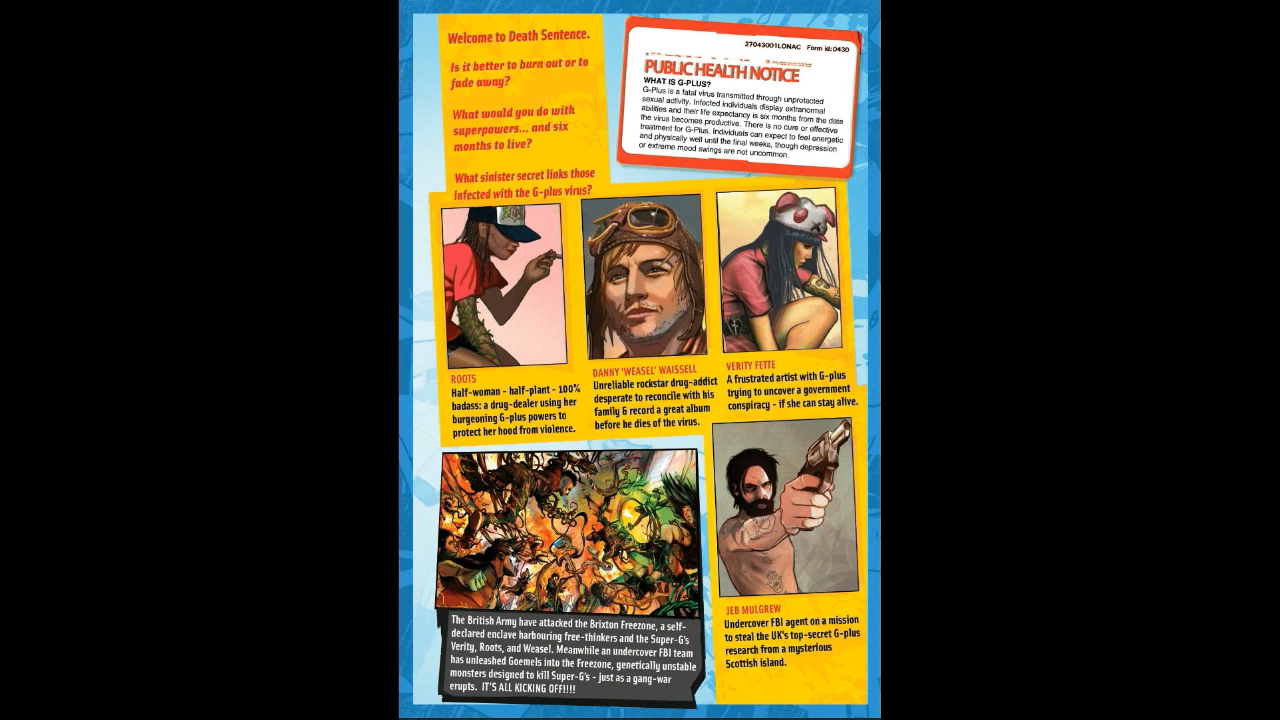 Welcome to Death Sentence.
Is it better to burn out or to
fade away?
What would you do with
superpowers... and six
months to live?
What sinister secret links those
infected with the G-plus virus?
27043001LONAC Form id:0430
PUBLIC HEALTH NOTICE
WHAT IS G-PLUS?
G-Plus is a fatal virus transmitted through unprotected
sexual activity. Infected individuals display extranormal
abilities and their life expectancy is six months from the date
the virus becomes productive. There is no cure or effective
treatment for G-Plus. Individuals can expect to feel energetic
and physically well until the final weeks, though depression
or extreme mood swings are not uncommon.
ROOTS
Half-woman - half-plant - 100%
badass: a drug-dealer using her
burgeoning G-plus powers to
protect her hood from violence.
DANNY 'WEASEL' WAISSELL
Unreliable rockstar drug-addict
desperate to reconcile with his
family & record a great album
before he dies of the virus.
VERITY FETTE
A frustrated artist with G-plus
trying to uncover a government
conspiracy - if she can stay alive.
The British Army have attacked the Brixton Freezone, a self-
declared enclave harbouring free-thinkers and the Super-G's
Verity, Roots, and Weasel. Meanwhile an undercover FBI team
has unleashed Goemels into the Freezone, genetically unstable
monsters designed to kill Super-G's - just as a gang-war
erupts. IT'S ALL KICKING OFF!!!!
JEB MULGREW
Undercover FBI agent on a mission
to steal the UK's top-secret G-plus
research from a mysterious
Scottish island.